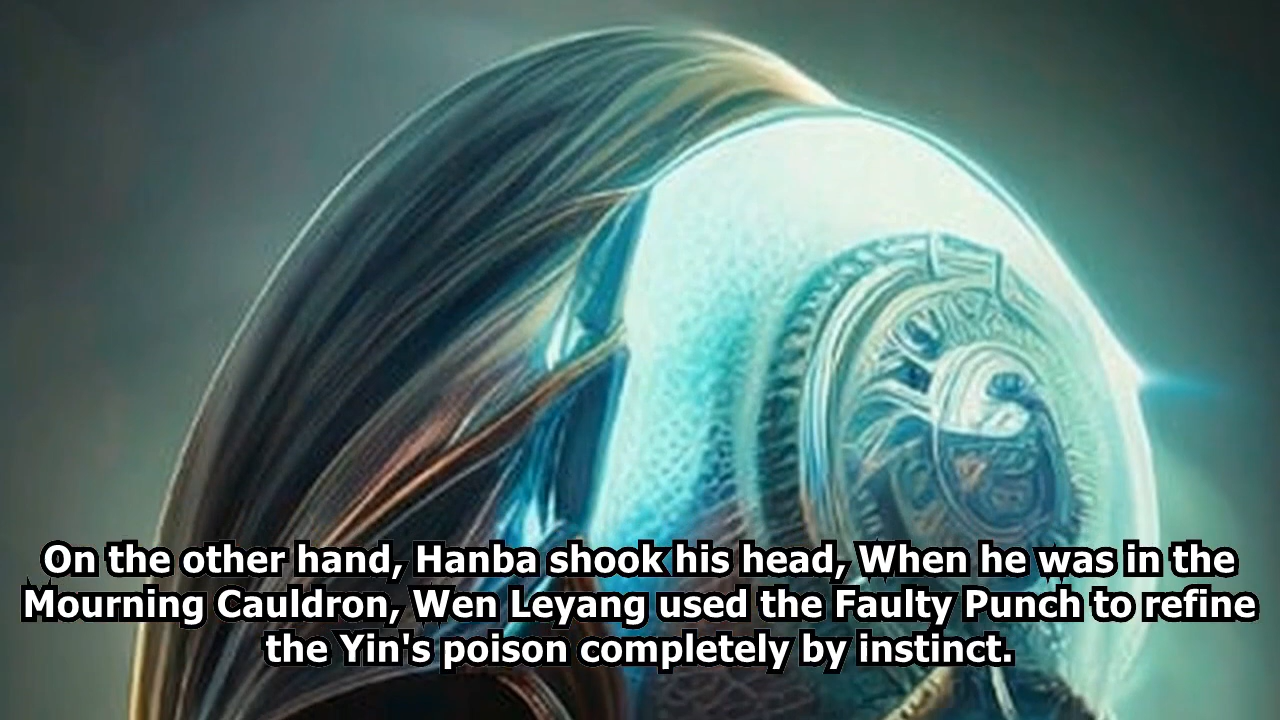 On the other hand, Hanba shook his head, When he was in the
Mourning Cauldron, Wen Leyang used the Faulty Punch to refine
the Yin's poison completely by instinct.